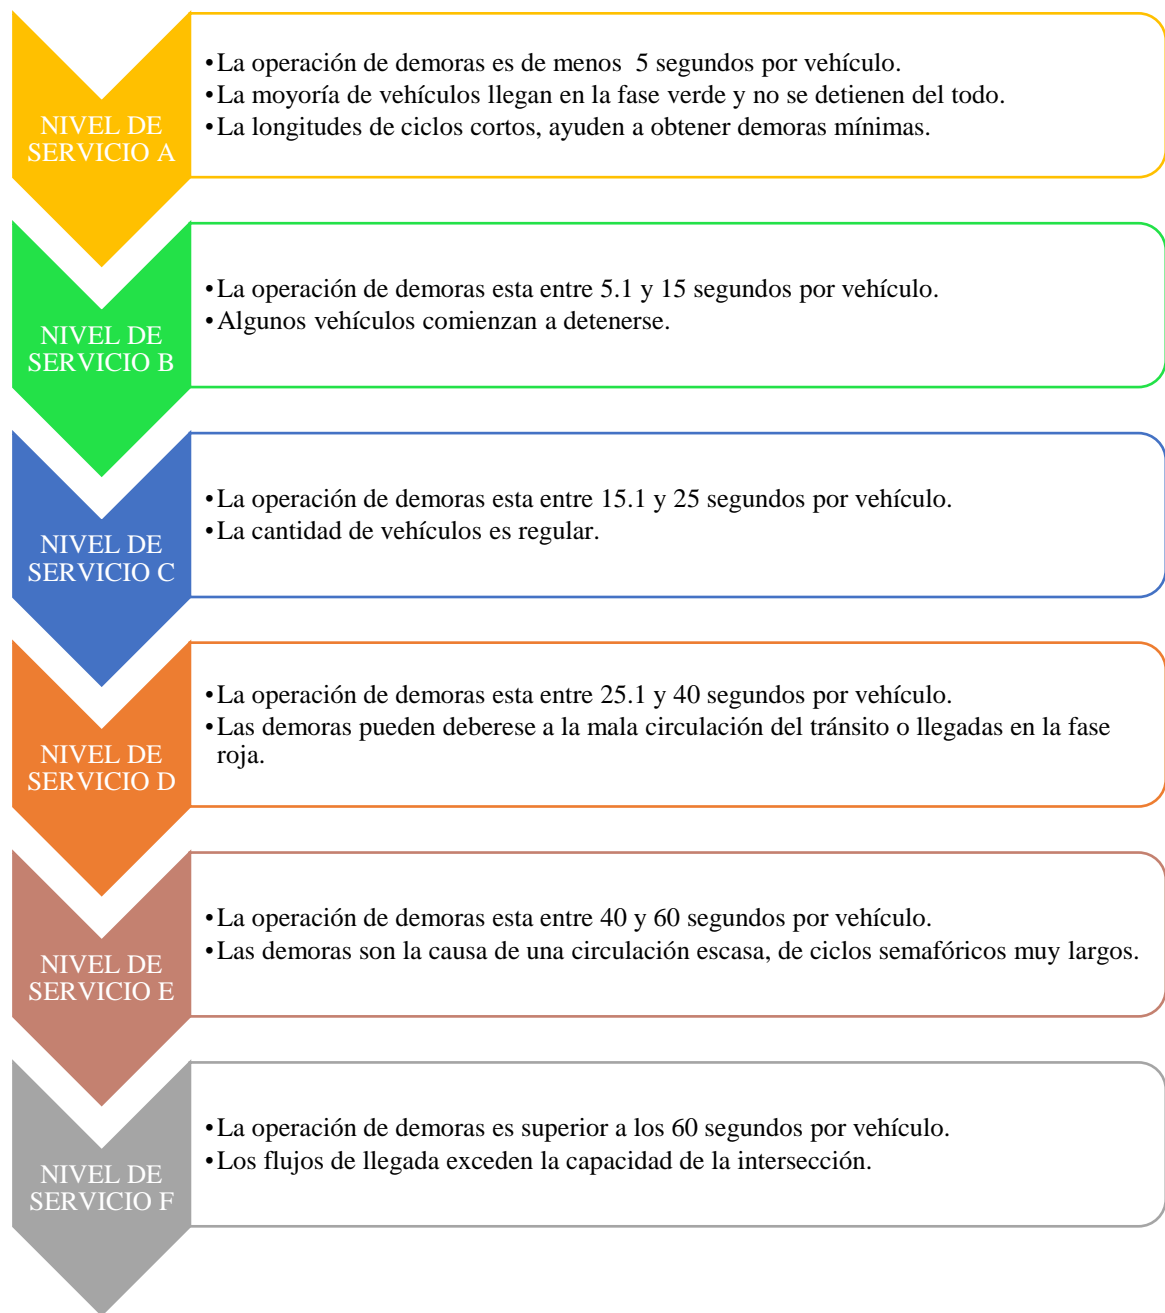 NIVEL DE
SERVICIO A
•La operación de demoras es de menos  5 segundos por vehículo.
•La moyoría de vehículos llegan en la fase verde y no se detienen del todo.
•La longitudes de ciclos cortos, ayuden a obtener demoras mínimas.
NIVEL DE
SERVICIO B
•La operación de demoras esta entre 5.1 y 15 segundos por vehículo.
•Algunos vehículos comienzan a detenerse.
NIVEL DE
SERVICIO C
•La operación de demoras esta entre 15.1 y 25 segundos por vehículo.
•La cantidad de vehículos es regular.
NIVEL DE
SERVICIO D
•La operación de demoras esta entre 25.1 y 40 segundos por vehículo.
•Las demoras pueden deberese a la mala circulación del tránsito o llegadas en la fase
roja.
NIVEL DE
SERVICIO E
•La operación de demoras esta entre 40 y 60 segundos por vehículo.
•Las demoras son la causa de una circulación escasa, de ciclos semafóricos muy largos.
NIVEL DE
SERVICIO F
•La operación de demoras es superior a los 60 segundos por vehículo.
•Los flujos de llegada exceden la capacidad de la intersección.